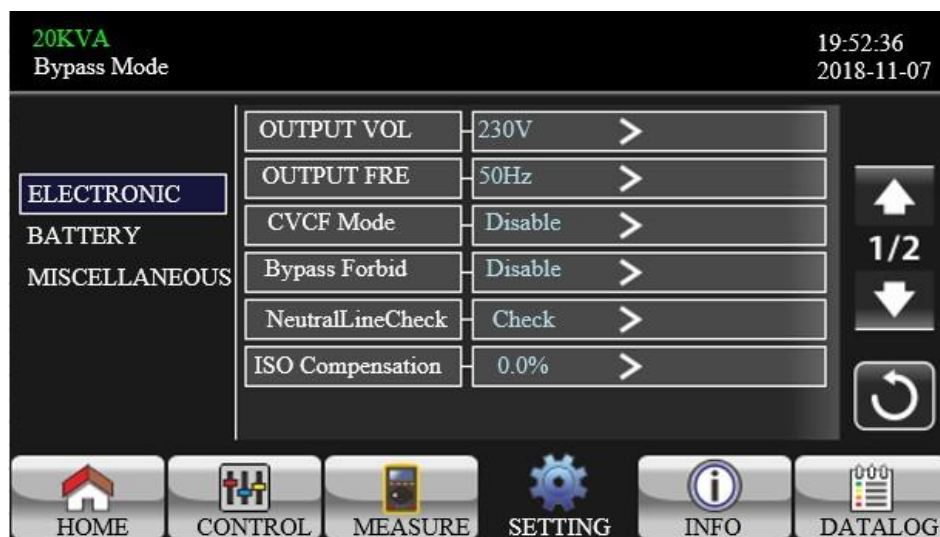 20KVA
Bypass Mode
19:52:36
2018-11-07
ELECTRONIC
BATTERY
MISCELLANEOUS
OUTPUT VOL 230V >
OUTPUT FRE 50Hz >
CVCF Mode Disable >
Bypass Forbid Disable >
NeutralLineCheck Check >
ISO Compensation 0.0% >
1/2
HOME CONTROL MEASURE SETTING INFO DATALOG